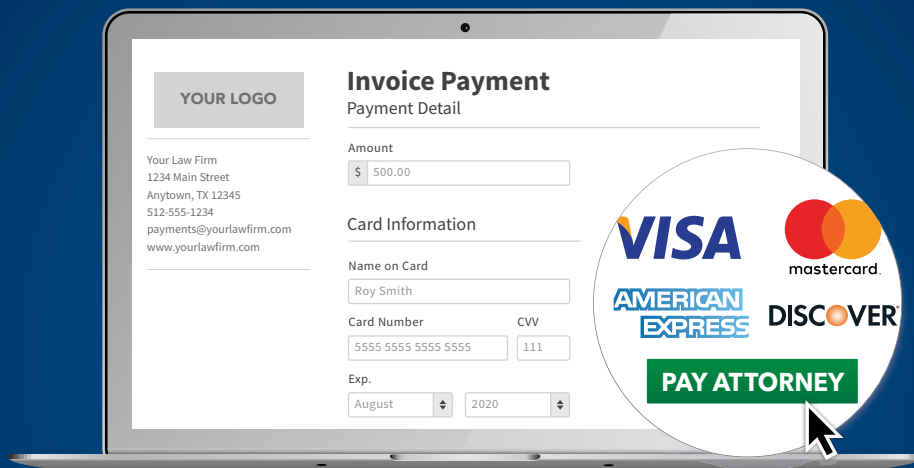 YOUR LOGO
Your Law Firm
1234 Main Street
Anytown, TX 12345
512-555-1234
payments@yourlawfirm.com
www.yourlawfirm.com
Invoice Payment
Payment Detail
Amount
$ 500.00
Card Information
Name on Card
Roy Smith
Card Number CVV
5555 5555 5555 5555 111
Exp.
August 2020
VISA
mastercard.
AMERICAN
EXPRESS
DISCOVER
PAY ATTORNEY